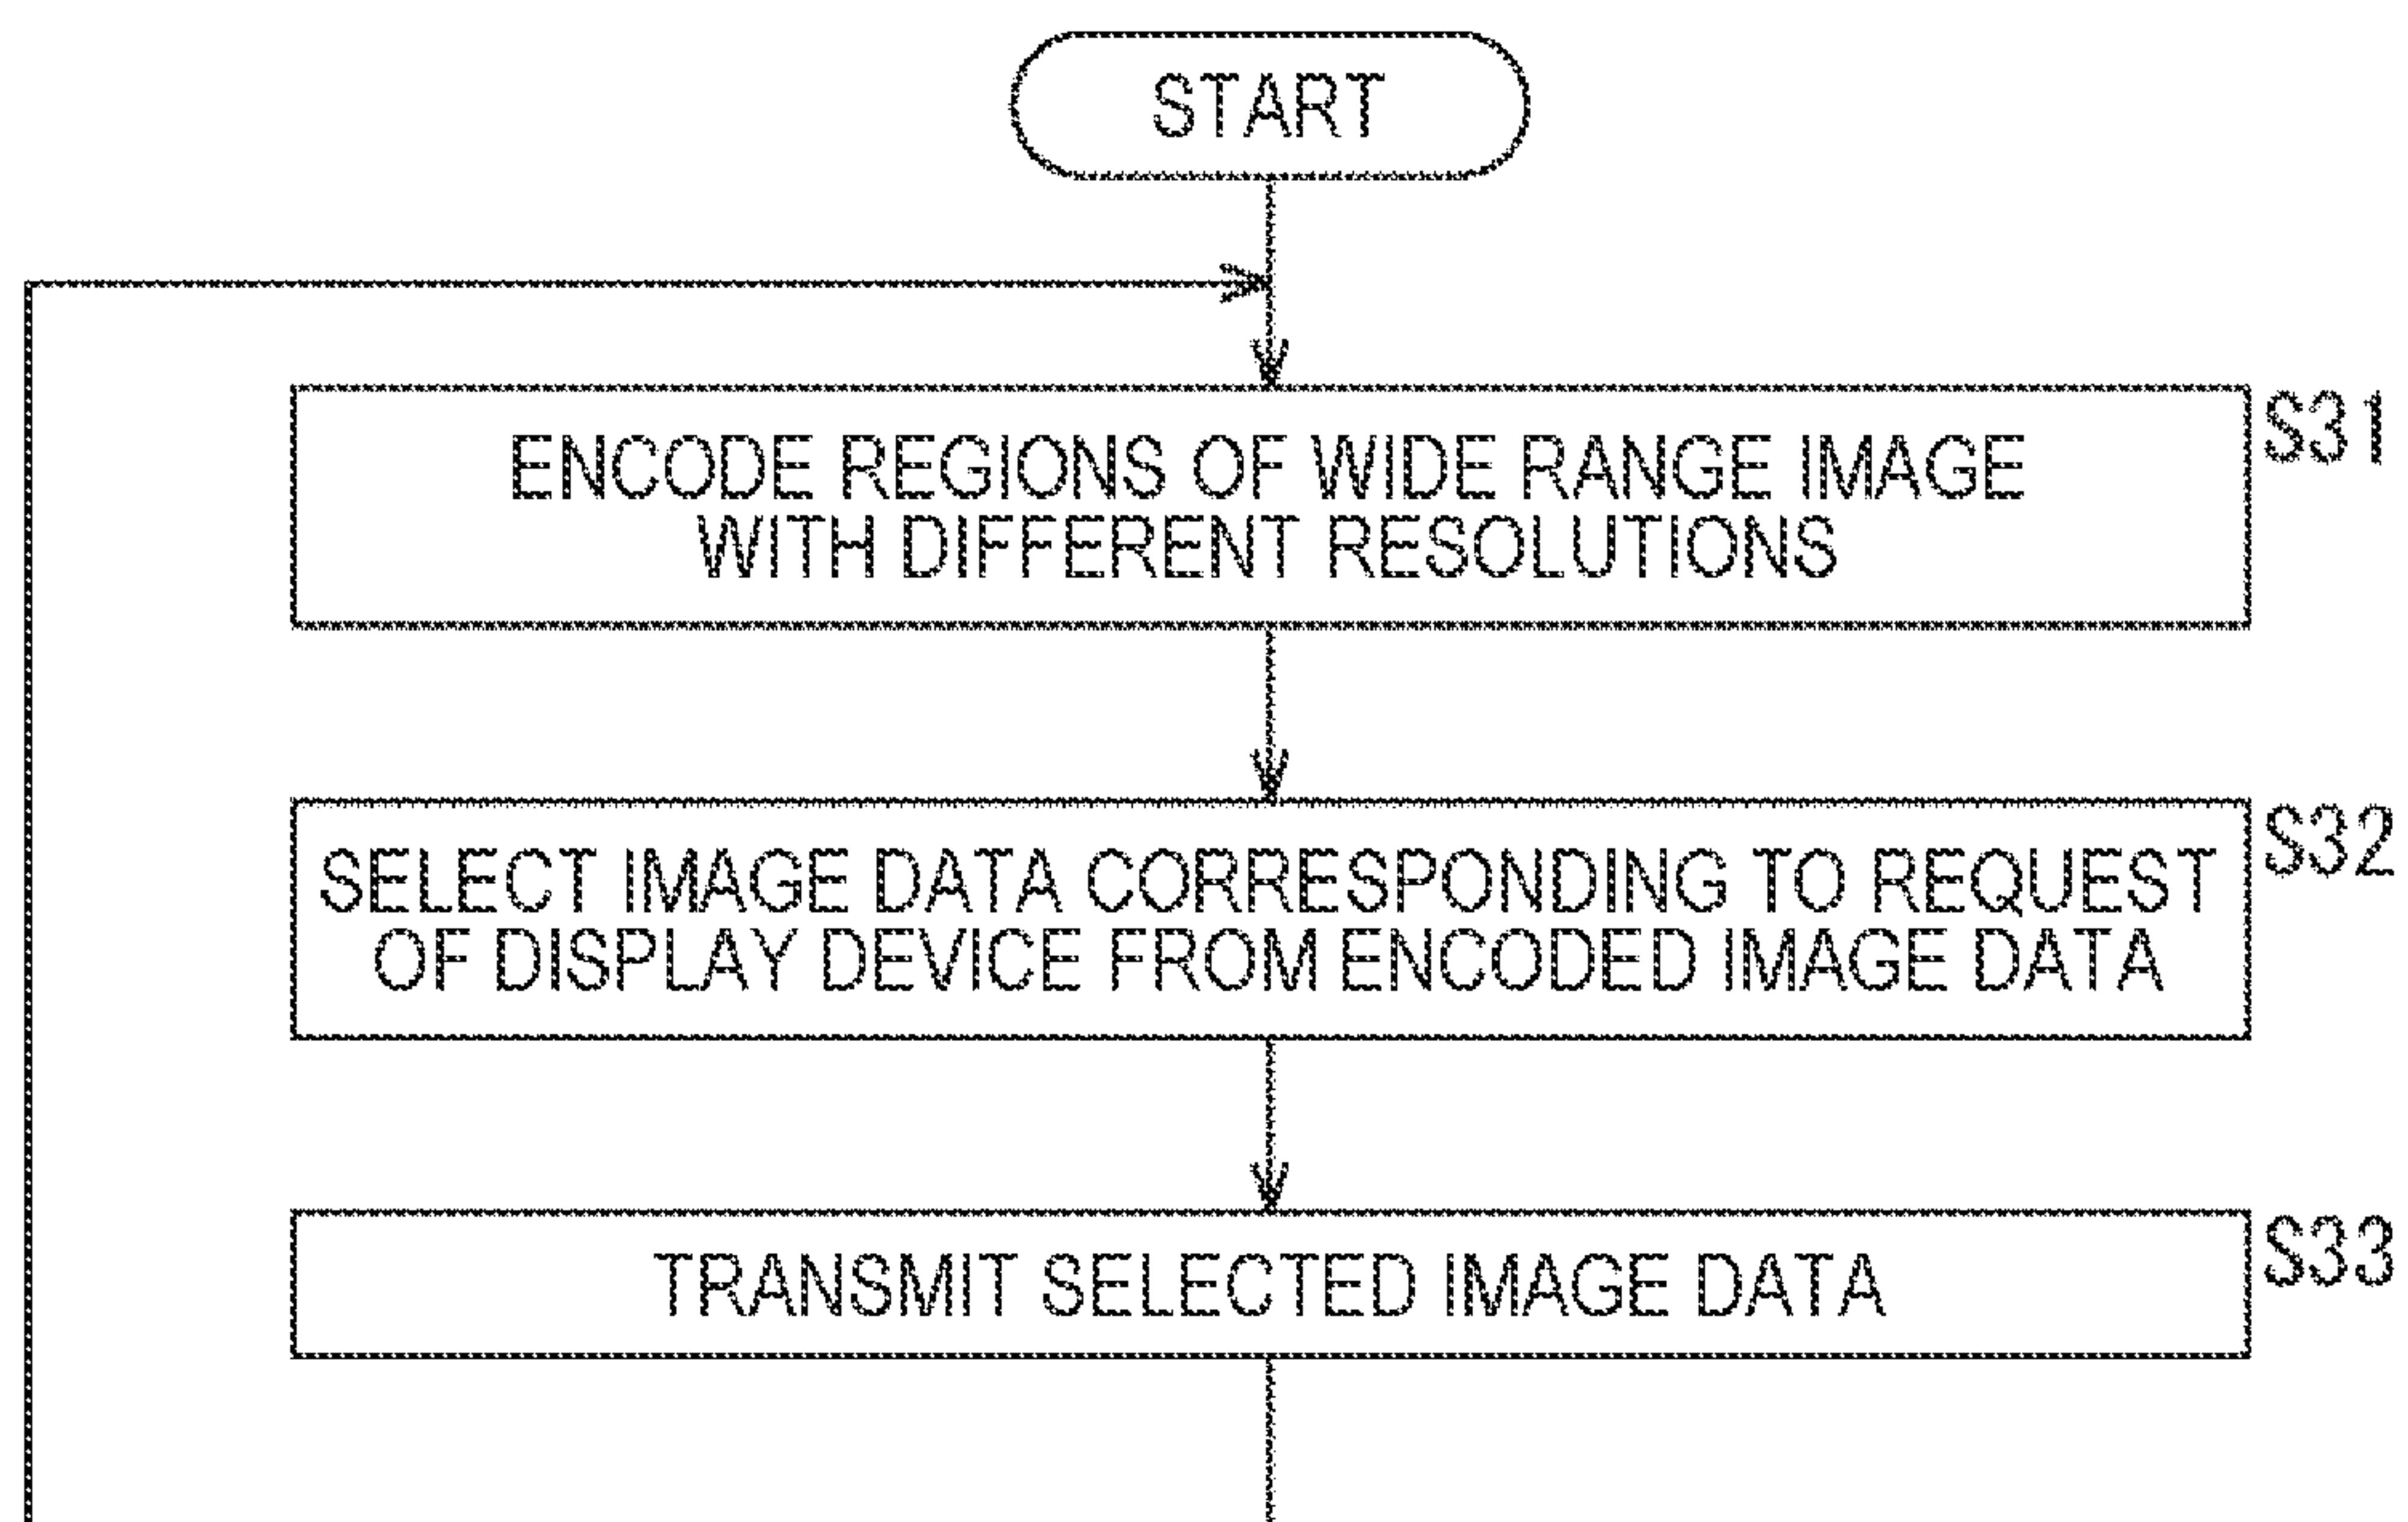 START
S31
ENCODE REGIONS OF WIDE RANGE IMAGE
WITH DIFFERENT RESOLUTIONS
S32
SELECT IMAGE DATA CORRESPONDING TO REQUEST
OF DISPLAY DEVICE FROM ENCODED IMAGE DATA
S33
TRANSMIT SELECTED IMAGE DATA